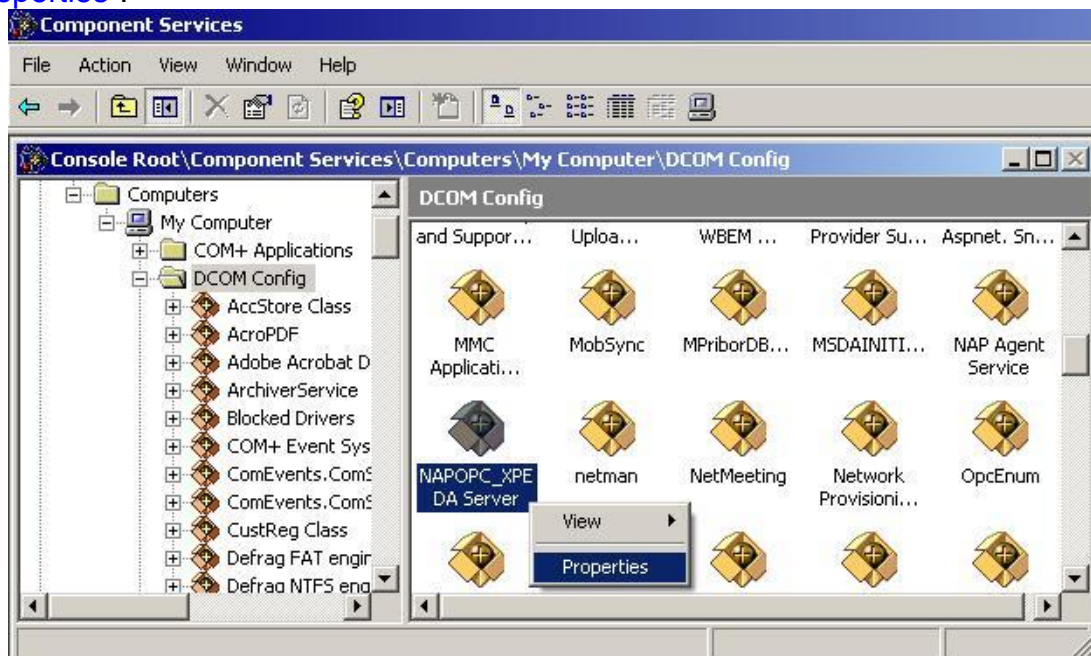 operties .
Component Services
File Action View Window Help
Console Root\Component Services\Computers\My Computer\DCOM Config
Computers
My Computer
COM+ Applications
DCOM Config
AccStore Class
AcroPDF
Adobe Acrobat D
ArchiverService
Blocked Drivers
COM+ Event Sys
ComEvents.ComS
ComEvents.ComS
CustReg Class
Defrag FAT engin
Defrag NTFS eng
DCOM Config
and Suppor... Uploa... WBEM ... Provider Su... Aspnet. Sn...
MMC Applicati...
MobSync
MPriborDB...
MSDAINITI...
NAP Agent Service
NAPOPC_XPE DA Server
netman
NetMeeting
Network Provisioni...
OpcEnum
View
Properties